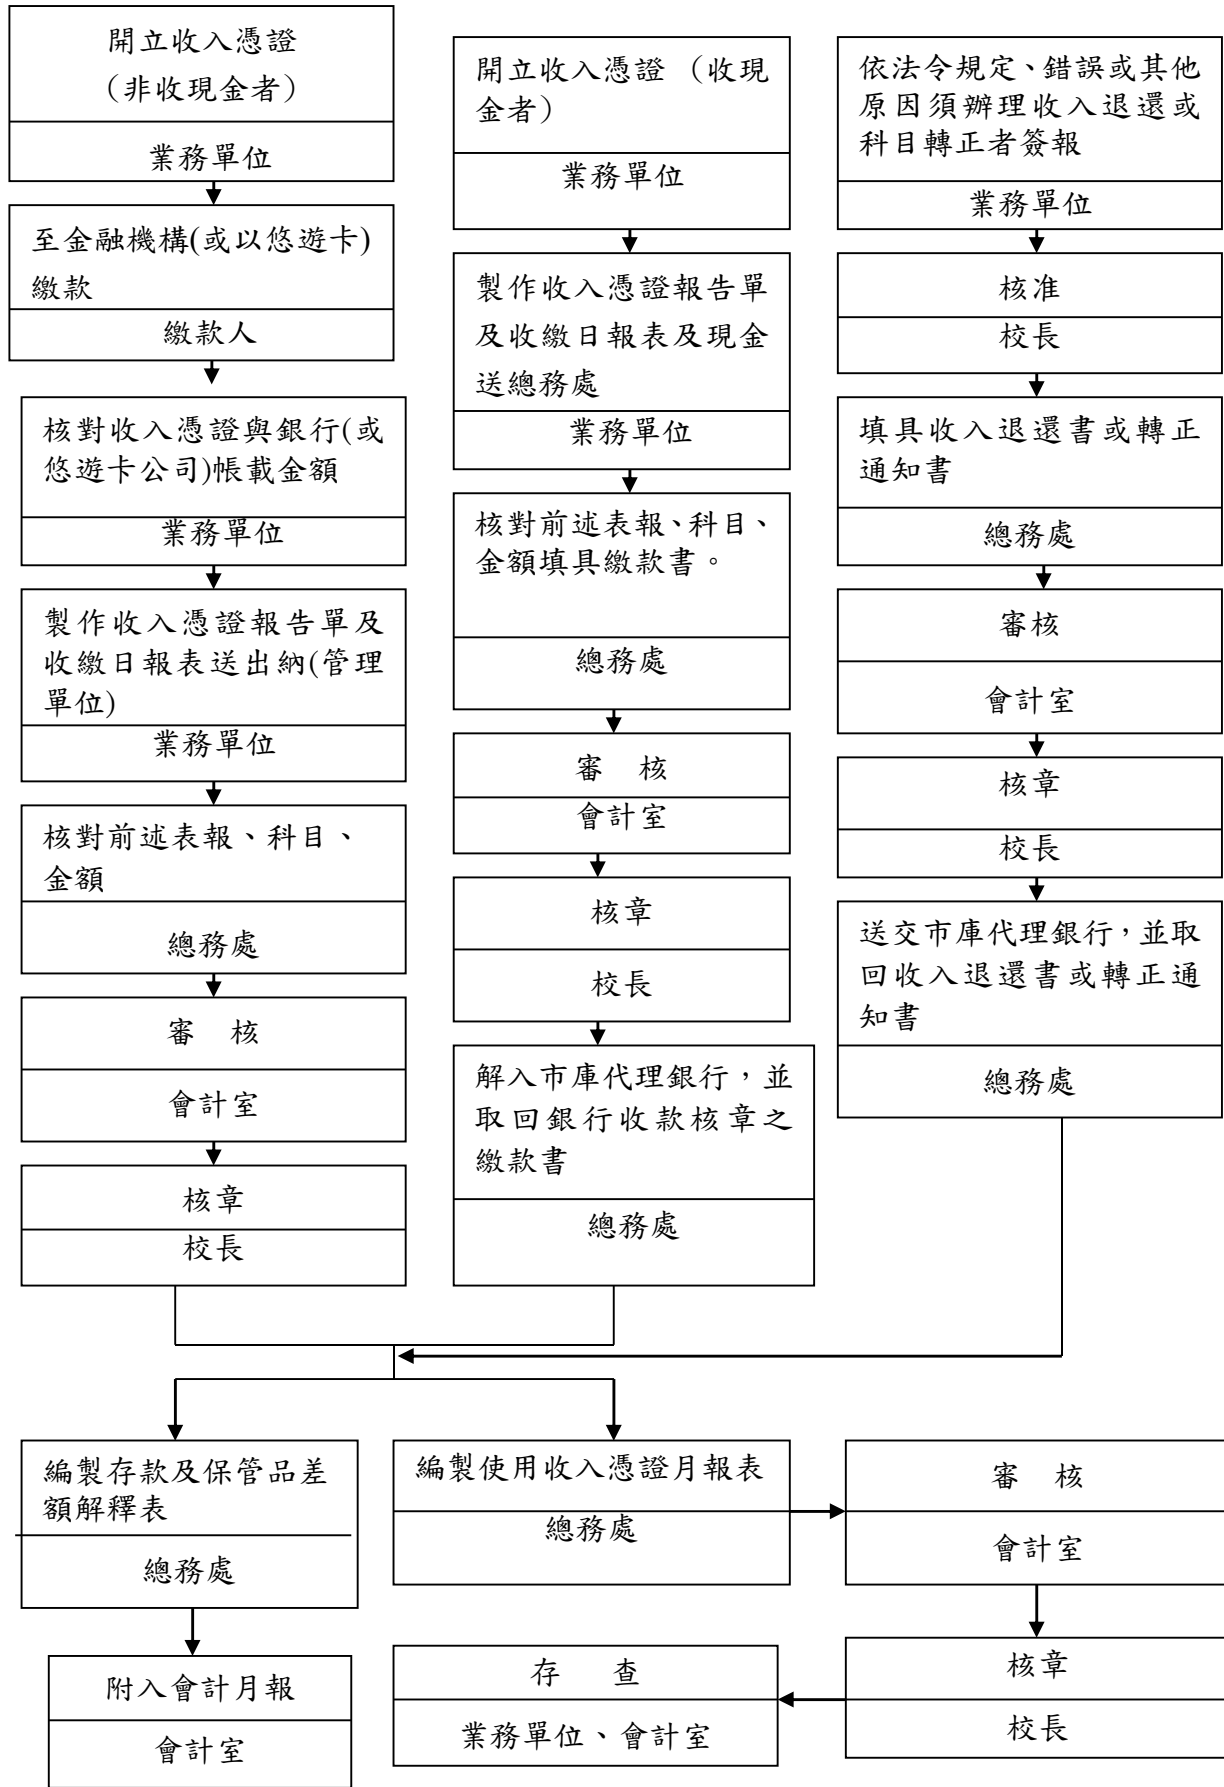 開立收入憑證
（非收現金者）
業務單位
至金融機構(或以悠遊卡)
繳款
繳款人
核對收入憑證與銀行(或
悠遊卡公司)帳載金額
業務單位
製作收入憑證報告單及
收繳日報表送出納(管理
單位)
業務單位
核對前述表報、科目、
金額
總務處
審　核
會計室
核章
校長
開立收入憑證 （收現
金者）
業務單位
製作收入憑證報告單
及收繳日報表及現金
送總務處
業務單位
核對前述表報、科目、
金額填具繳款書。
總務處
審　核
會計室
核章
校長
解入市庫代理銀行，並
取回銀行收款核章之
繳款書
總務處
依法令規定、錯誤或其他
原因須辦理收入退還或
科目轉正者簽報
業務單位
核准
校長
填具收入退還書或轉正
通知書
總務處
審核
會計室
核章
校長
送交市庫代理銀行，並取
回收入退還書或轉正通
知書
總務處
編製存款及保管品差
額解釋表
總務處
附入會計月報
會計室
編製使用收入憑證月報表
總務處
審　核
會計室
核章
校長
存　查
業務單位、會計室